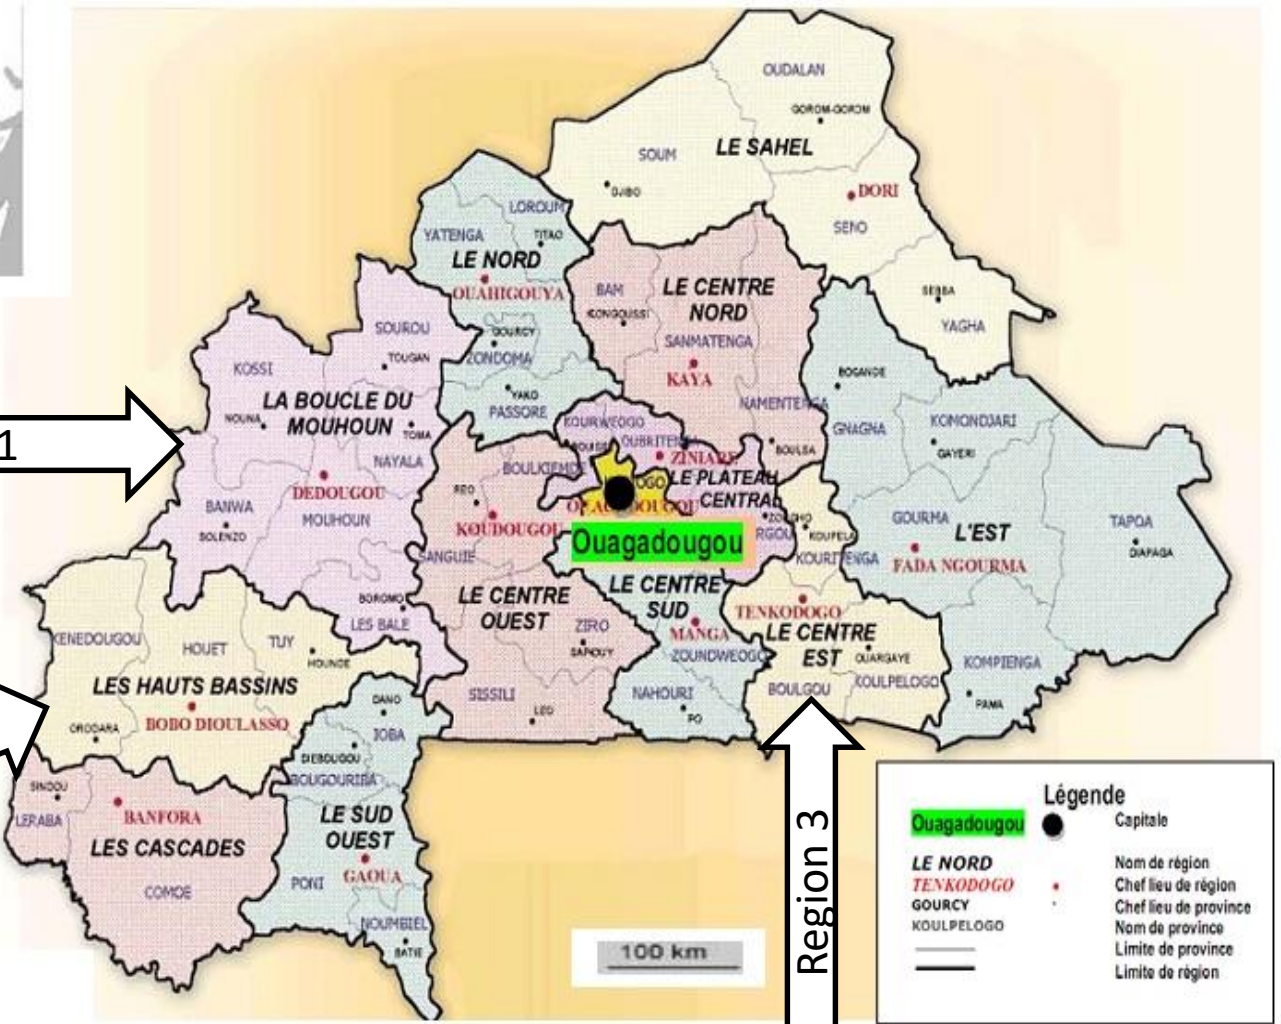 OUDALAN
GOROM-GOROM
SOUM
LE SAHEL
DJIBO
DORI
SENO
LOROUM
YATENGA
TITAO
LE NORD
OUAHIGOUYA
BAM
LE CENTRE
NORD
KONGOUSSI
SANMATENGA
KAYA
NAMENTENGA
BOULSA
SEBBA
YAGHA
SOUROU
TOUGAN
GOURCY
ZONDOMA
YAKO
PASSORE
KOSSI
LA BOUCLE DU
MOUHOUN
NOUNA
TOMA
NAYALA
DEDOUGOU
MOUHOUN
BANWA
SOLENZO
BOROMO
LES BALE
1
BOGANDE
GNAGNA
KOMONDJARI
GAYERI
KOURWEOGO
OUBRITENGA
ZINIARE
LE PLATEAU
CENTRAL
BOULKIEMDE
REO
KOUDOUGOU
SANGUIE
LE CENTRE
OUEST
ZIRO
SAPOUY
SISSILI
LEO
Ouagadougou
KOUPELA
KOURITENGA
GOURMA
L'EST
FADA NGOURMA
TAPOA
DIAPAGA
KOMPIENGA
PAMA
LE CENTRE
SUD
MANGA
ZOUNDWEOGO
NAHOURI
PO
TENKODOGO
LE CENTRE
EST
OUARGAYE
KOULPELOGO
BOULGOU
KENEDOUGOU
HOUET
TUY
HOUNDE
LES HAUTS BASSINS
BOBO DIOULASSO
ORODARA
DANO
IOBA
DIEBOUGOU
BOUGOURIBA
SINDOU
LERABA
BANFORA
LES CASCADES
COMOE
LE SUD
OUEST
GAOUA
PONI
NOUMBIEL
BATIE
100 km
Region 3
Légende
Ouagadougou Capitale
LE NORD Nom de région
TENKODOGO Chef lieu de région
GOURCY Chef lieu de province
KOULPELOGO Nom de province
Limite de province
Limite de région